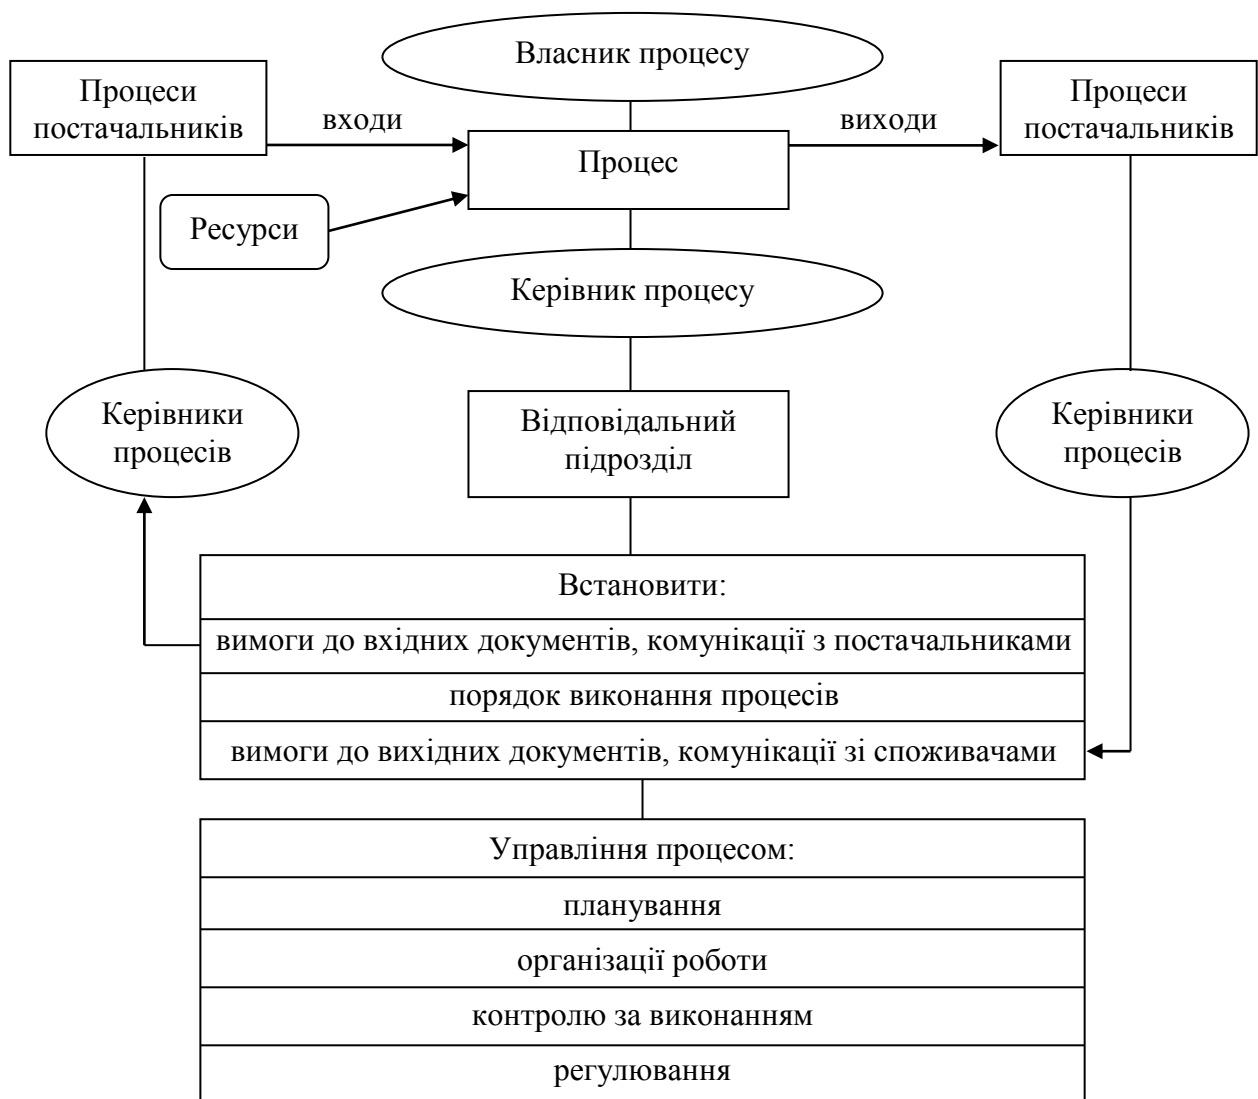 Власник процесу
Процеси
постачальників
входи
виходи
Процеси
постачальників
Процес
Ресурси
Керівник процесу
Керівники
процесів
Відповідальний
підрозділ
Керівники
процесів
Встановити:
вимоги до вхідних документів, комунікації з постачальниками
порядок виконання процесів
вимоги до вихідних документів, комунікації зі споживачами
Управління процесом:
планування
організації роботи
контролю за виконанням
регулювання